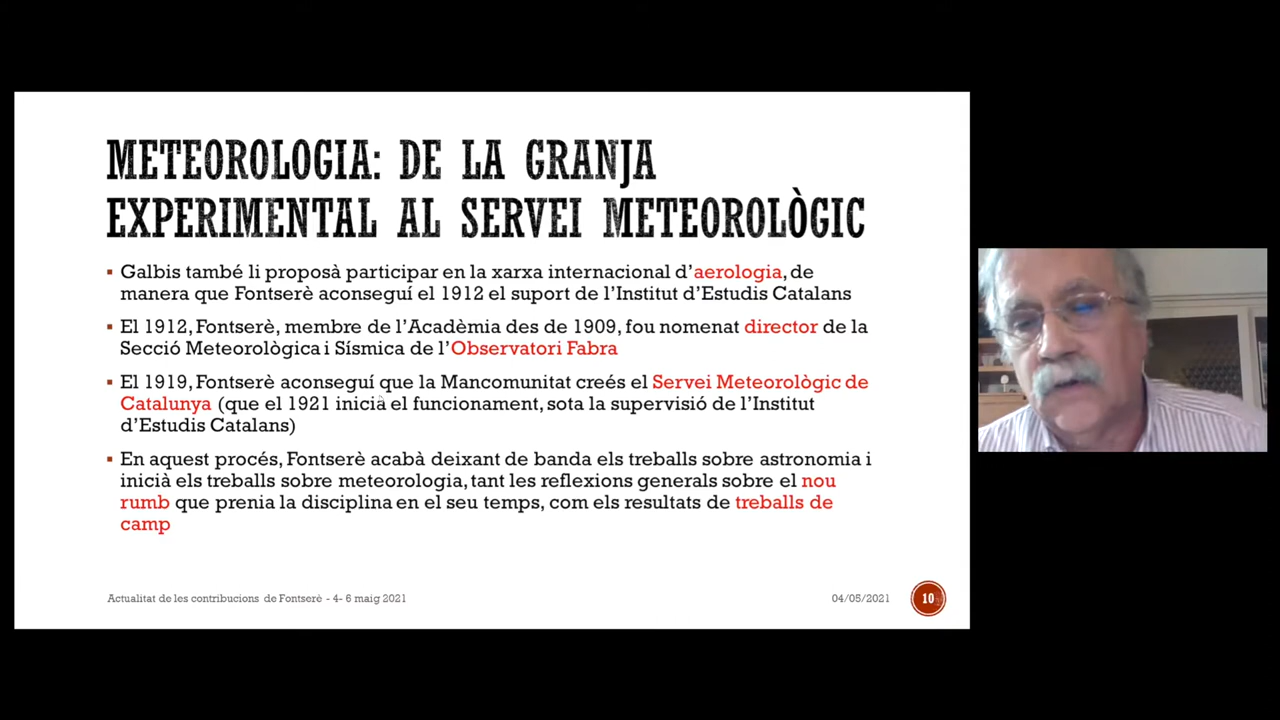 METEOROLOGIA: DE LA GRANJA
EXPERIMENTAL AL SERVEI METEOROLÒGIC
▪ Galbis també li proposà participar en la xarxa internacional d’aerologia, de
manera que Fontserè aconseguí el 1912 el suport de l’Institut d’Estudis Catalans
▪ El 1912, Fontserè, membre de l’Acadèmia des de 1909, fou nomenat director de la
Secció Meteorològica i Sísmica de l’Observatori Fabra
▪ El 1919, Fontserè aconseguí que la Mancomunitat creés el Servei Meteorològic de
Catalunya (que el 1921 inicià el funcionament, sota la supervisió de l’Institut
d’Estudis Catalans)
▪ En aquest procés, Fontserè acabà deixant de banda els treballs sobre astronomia i
inicià els treballs sobre meteorologia, tant les reflexions generals sobre el nou
rumb que prenia la disciplina en el seu temps, com els resultats de treballs de
camp
Actualitat de les contribucions de Fontserè - 4- 6 maig 2021
04/05/2021
10